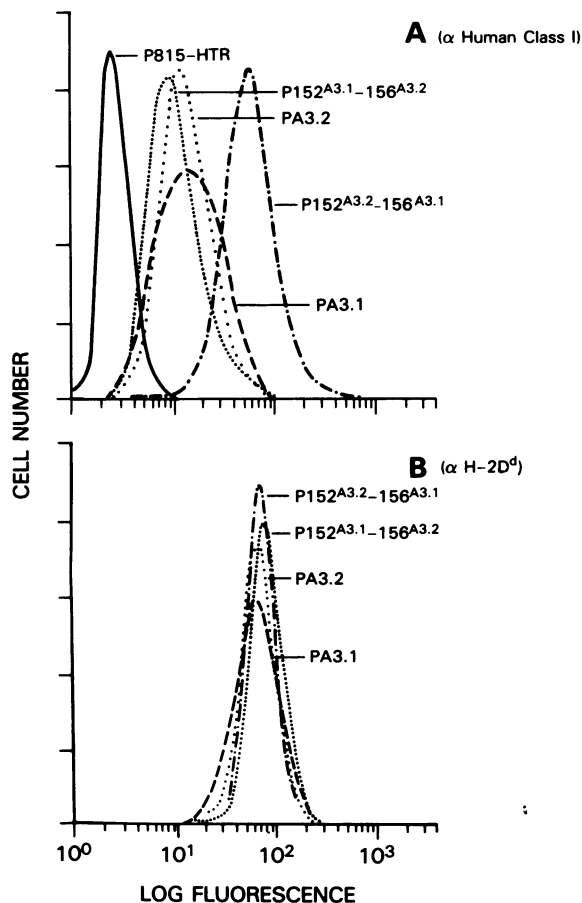 A (α Human Class I)
P815-HTR
P152A3.1-156A3.2
PA3.2
P152A3.2-156A3.1
PA3.1
CELL NUMBER
B (α H-2Dd)
P152A3.2-156A3.1
P152A3.1-156A3.2
PA3.2
PA3.1
10⁰ 10¹ 10² 10³
LOG FLUORESCENCE